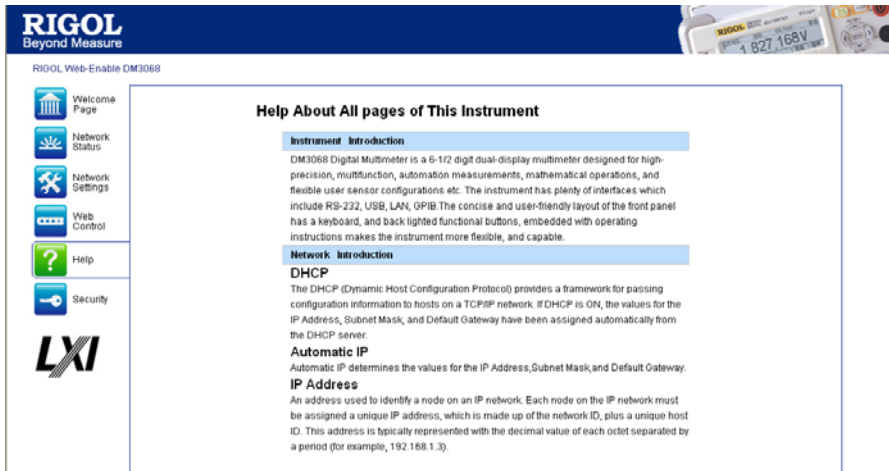 RIGOL
Beyond Measure
RIGOL
1.827,168V
RIGOL Web-Enable DM3068
Welcome
Page
Network
Status
Network
Settings
Web
Control
Help
Security
LXI
Help About All pages of This Instrument
Instrument Introduction
DM3068 Digital Multimeter is a 6-1/2 digit dual-display multimeter designed for high-
precision, multifunction, automation measurements, mathematical operations, and
flexible user sensor configurations etc. The instrument has plenty of interfaces which
include RS-232, USB, LAN, GPIB.The concise and user-friendly layout of the front panel
has a keyboard, and back lighted functional buttons, embedded with operating
instructions makes the instrument more flexible, and capable.
Network Introduction
DHCP
The DHCP (Dynamic Host Configuration Protocol) provides a framework for passing
configuration information to hosts on a TCP/IP network. If DHCP is ON, the values for the
IP Address, Subnet Mask, and Default Gateway have been assigned automatically from
the DHCP server.
Automatic IP
Automatic IP determines the values for the IP Address,Subnet Mask,and Default Gateway.
IP Address
An address used to identify a node on an IP network. Each node on the IP network must
be assigned a unique IP address, which is made up of the network ID, plus a unique host
ID. This address is typically represented with the decimal value of each octet separated by
a period (for example, 192.168.1.3).